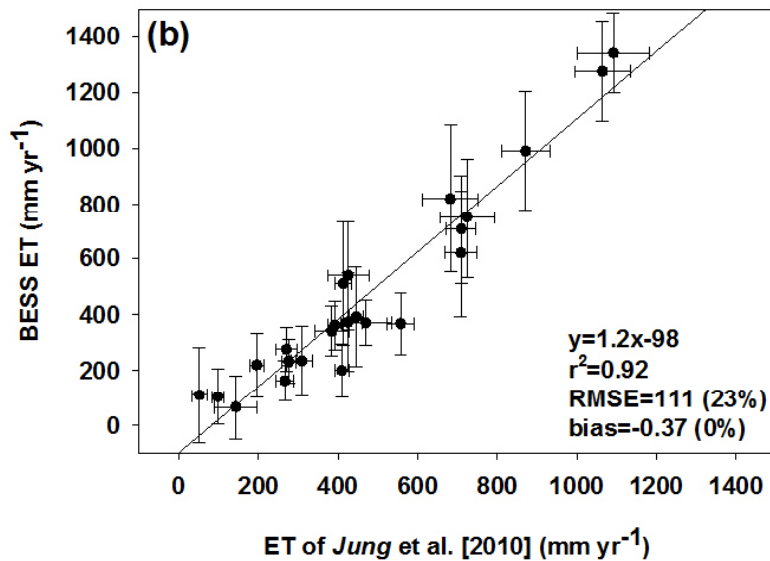 (b)
1400
1200
1000
800
600
400
200
0
BESS ET (mm yr-1)
y=1.2x-98
r2=0.92
RMSE=111 (23%)
bias=-0.37 (0%)
0 200 400 600 800 1000 1200 1400
ET of Jung et al. [2010] (mm yr-1)